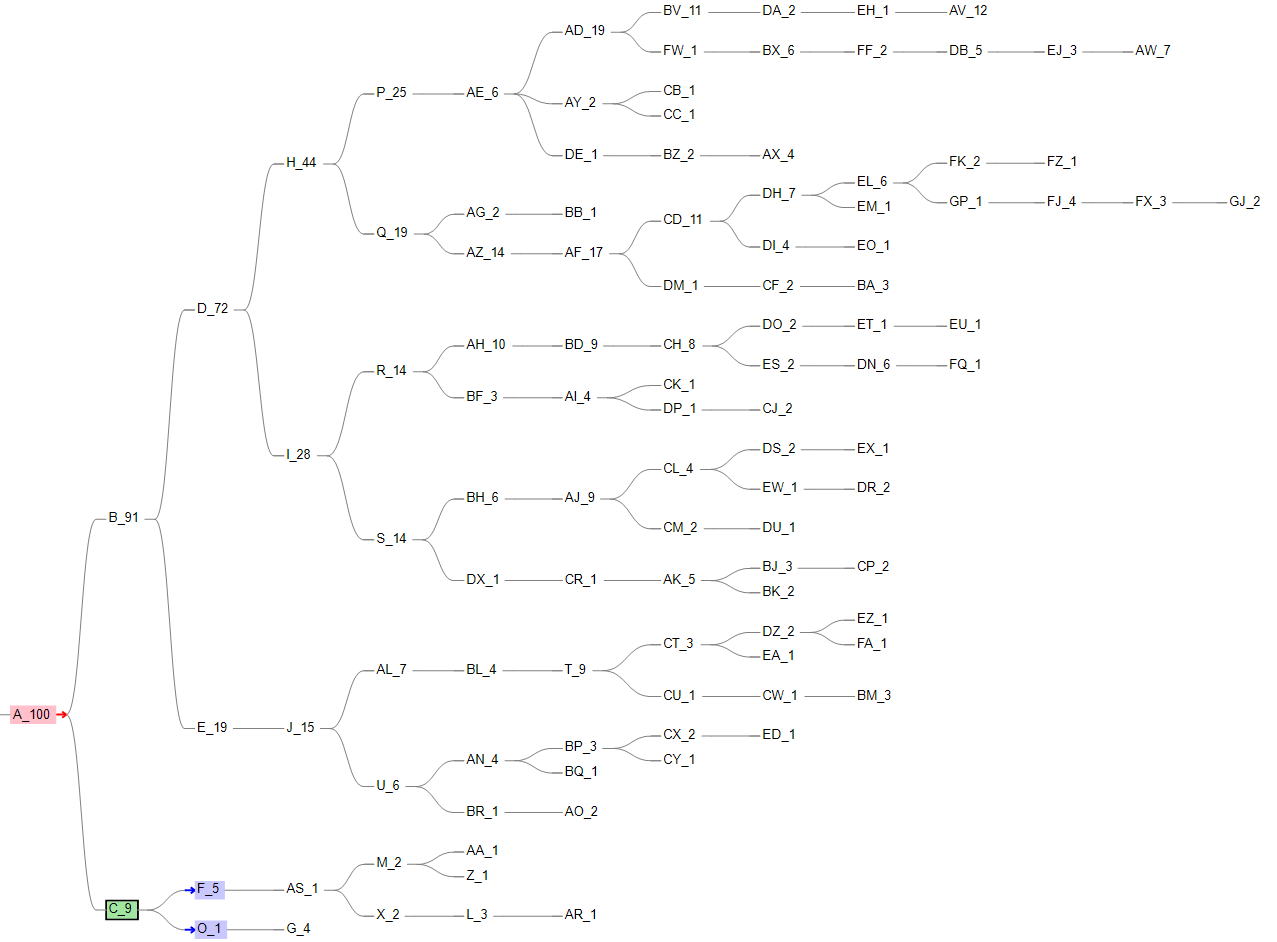 BV_11 DA_2 EH_1 AV_12
AD_19
FW_1 BX_6 FF_2 DB_5 EJ_3 AW_7
P_25 AE_6 CB_1
AY_2
CC_1
DE_1 BZ_2 AX_4
H_44 FK_2 FZ_1
EL_6
DH_7
GP_1 FJ_4 FX_3 GJ_2
EM_1
AG_2 BB_1
CD_11
Q_19
DI_4 EO_1
AZ_14 AF_17
DM_1 CF_2 BA_3
D_72
DO_2 ET_1 EU_1
AH_10 BD_9 CH_8
ES_2 DN_6 FQ_1
R_14
CK_1
BF_3 AI_4
DP_1 CJ_2
DS_2 EX_1
I_28
CL_4
EW_1 DR_2
BH_6 AJ_9
B_91
CM_2 DU_1
S_14
BJ_3 CP_2
DX_1 CR_1 AK_5
BK_2
EZ_1
DZ_2
CT_3 FA_1
EA_1
AL_7 BL_4 T_9
CU_1 CW_1 BM_3
A_100
E_19 J_15
CX_2 ED_1
BP_3
AN_4 CY_1
BQ_1
U_6
BR_1 AO_2
AA_1
M_2
Z_1
F_5 AS_1
C_9
X_2 L_3 AR_1
O_1 G_4